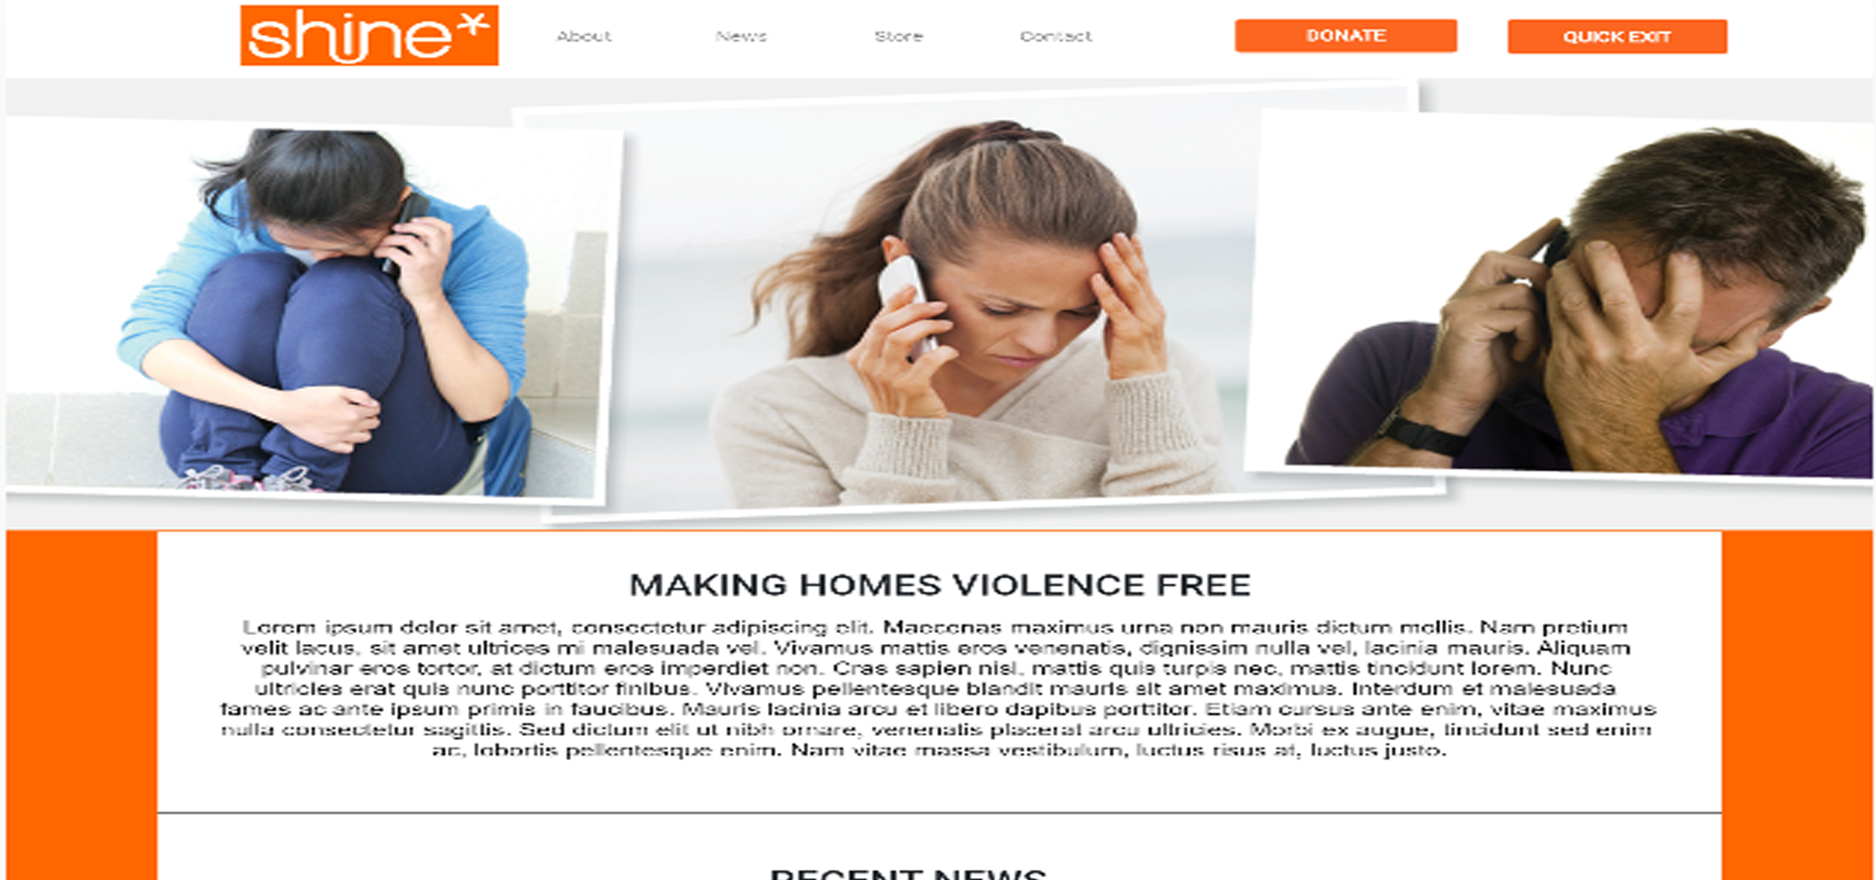 shine*
About
News
Store
Contact
DONATE
QUICK EXIT
MAKING HOMES VIOLENCE FREE
Lorem ipsum dolor sit amet, consectetur adipiscing elit. Maecenas maximus urna non mauris dictum mollis. Nam pretium
velit lacus, sit amet ultrices mi malesuada vel. Vivamus mattis eros venenatis, dignissim nulla vel, lacinia mauris. Aliquam
pulvinar eros tortor, at dictum eros imperdiet non. Cras sapien nisl, mattis quis turpis nec, mattis tincidunt lorem. Nunc
ultricies erat quis nunc porttitor finibus. Vivamus pellentesque blandit mauris sit amet maximus. Interdum et malesuada
fames ac ante ipsum primis in faucibus. Mauris lacinia arcu et libero dapibus porttitor. Etiam cursus ante enim, vitae maximus
nulla consectetur sagittis. Sed dictum elit ut nibh ornare, venenatis placerat arcu ultricies. Morbi ex augue, tincidunt sed enim
ac, lobortis pellentesque enim. Nam vitae massa vestibulum, luctus risus at, luctus justo.
RECENT NEWS